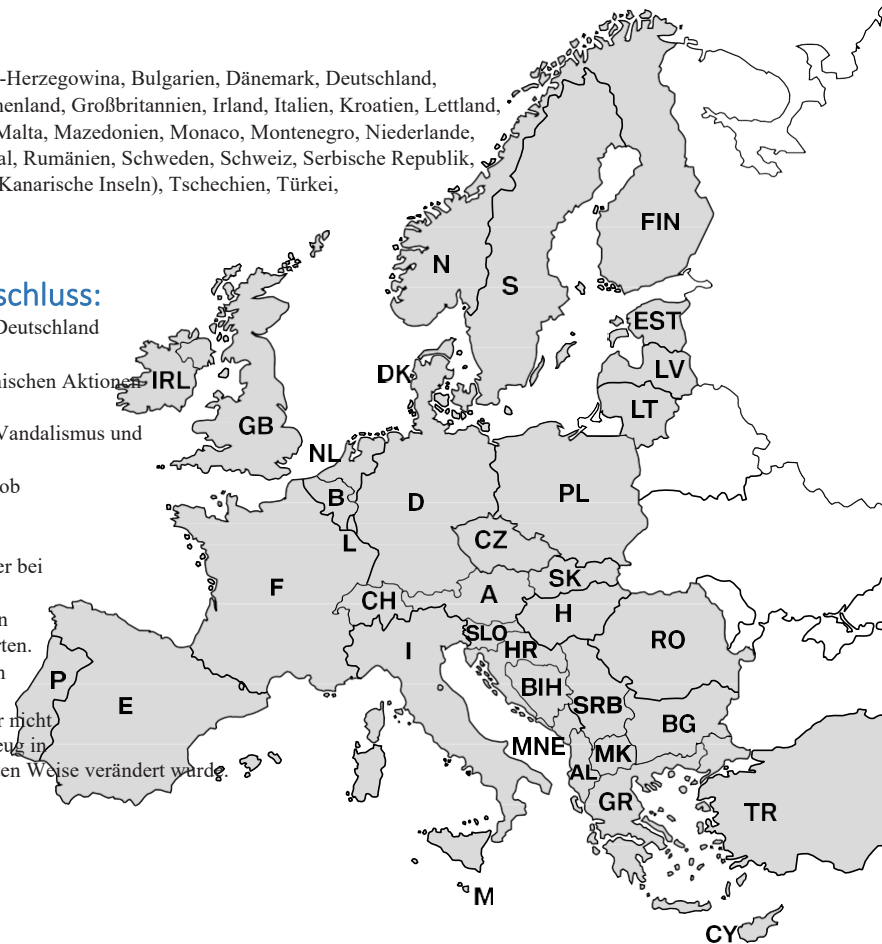 -Herzegowina, Bulgarien, Dänemark, Deutschland,
henland, Großbritannien, Irland, Italien, Kroatien, Lettland,
Malta, Mazedonien, Monaco, Montenegro, Niederlande,
al, Rumänien, Schweden, Schweiz, Serbische Republik,
Kanarische Inseln), Tschechien, Türkei,
FIN
N
S
schluss:
Deutschland
EST
LV
DK
nischen Aktionen
IRL
LT
GB
Vandalismus und
NL
ob
B
D
PL
CZ
L
er bei
SK
F
A
CH
H
n
SLO
RO
rten.
HR
I
n
P
BIH
E
SRB
r nicht
BG
zeug in
MNE
MK
en Weise verändert wurde.
AL
GR
TR
M
CY